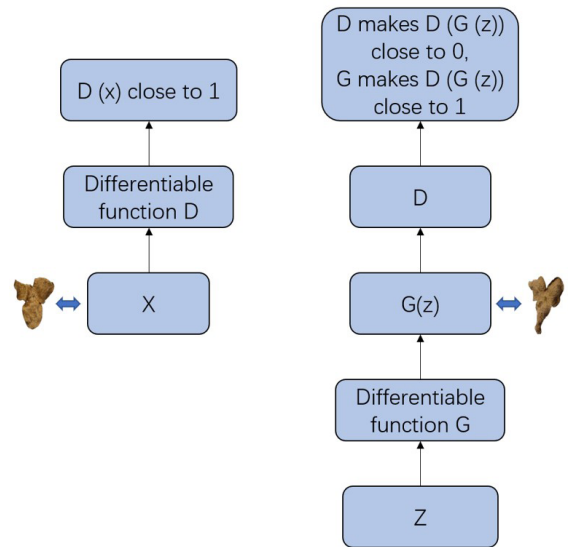 D (x) close to 1
Differentiable
function D
X
D makes D (G (z))
close to 0,
G makes D (G (z))
close to 1
D
G(z)
Differentiable
function G
Z